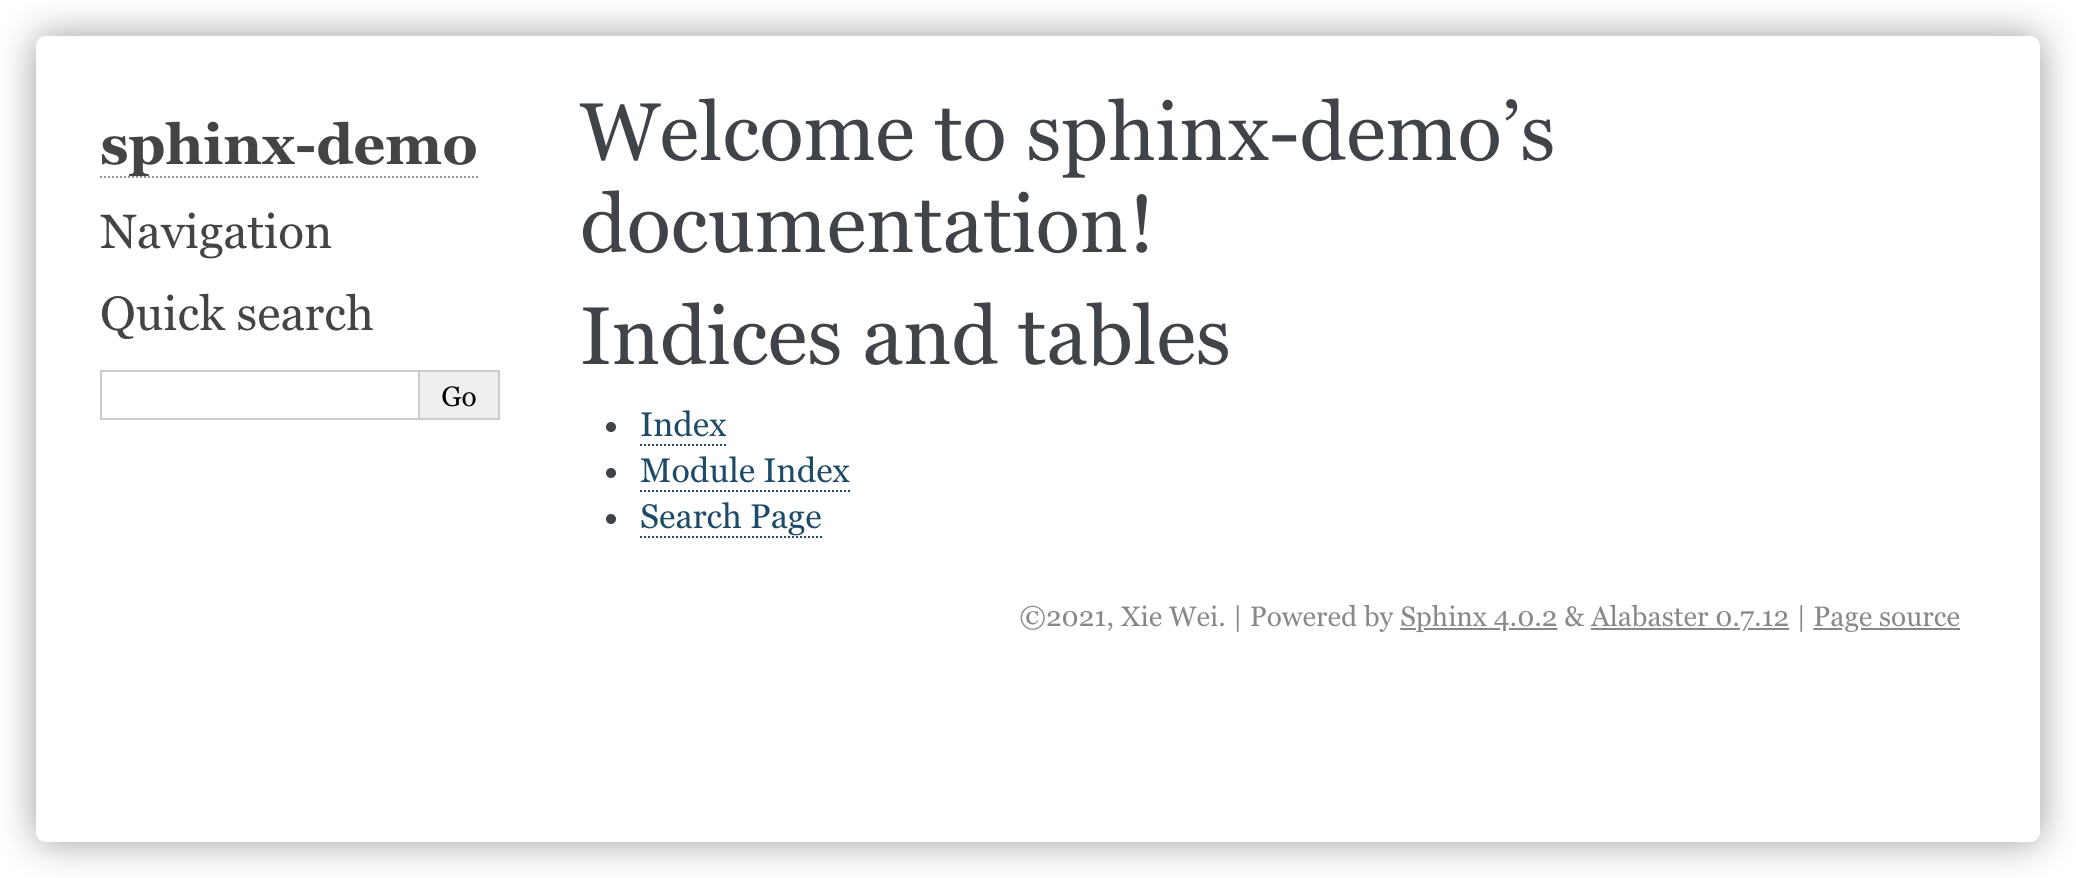 sphinx-demo
Navigation
Quick search
Go
Welcome to sphinx-demo’s
documentation!
Indices and tables
• Index
• Module Index
• Search Page
©2021, Xie Wei. | Powered by Sphinx 4.0.2 & Alabaster 0.7.12 | Page source